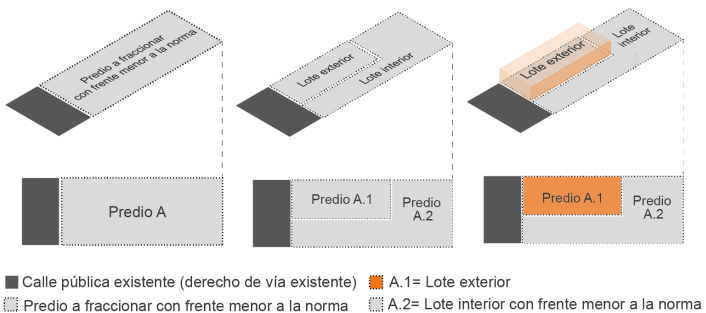 Predio a fraccionar
con frente menor a la norma
Lote exterior
Lote interior
Lote exterior
Lote
interior
Predio A
Predio A.1
Predio
A.2
Predio A.1
Predio
A.2
Calle pública existente (derecho de vía existente)
A.1= Lote exterior
Predio a fraccionar con frente menor a la norma
A.2= Lote interior con frente menor a la norma